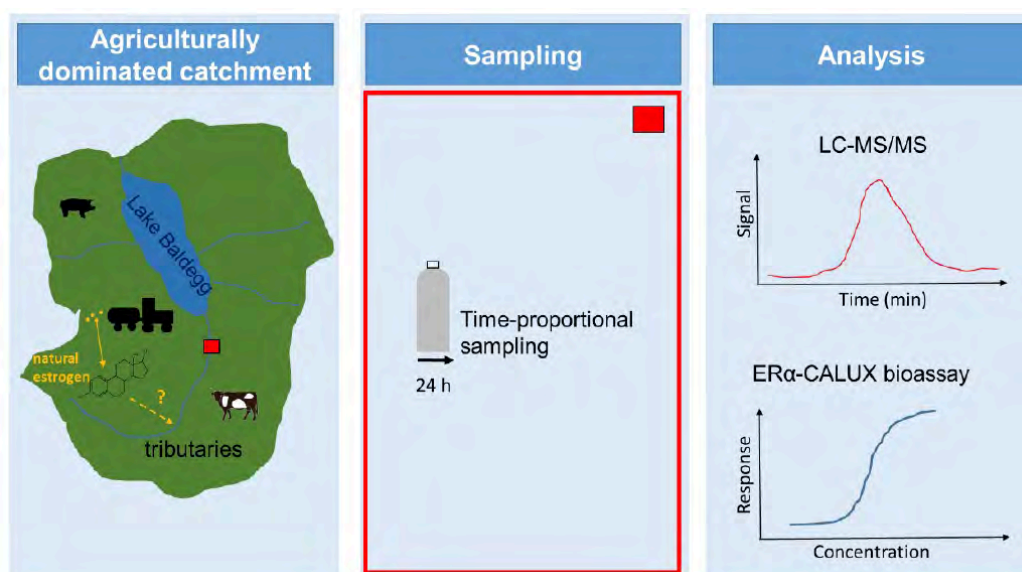 Agriculturally
dominated catchment
Lake Baldegg
natural
estrogen
?
tributaries
Sampling
Time-proportional
sampling
24 h
Analysis
LC-MS/MS
Signal
Time (min)
ERα-CALUX bioassay
Response
Concentration